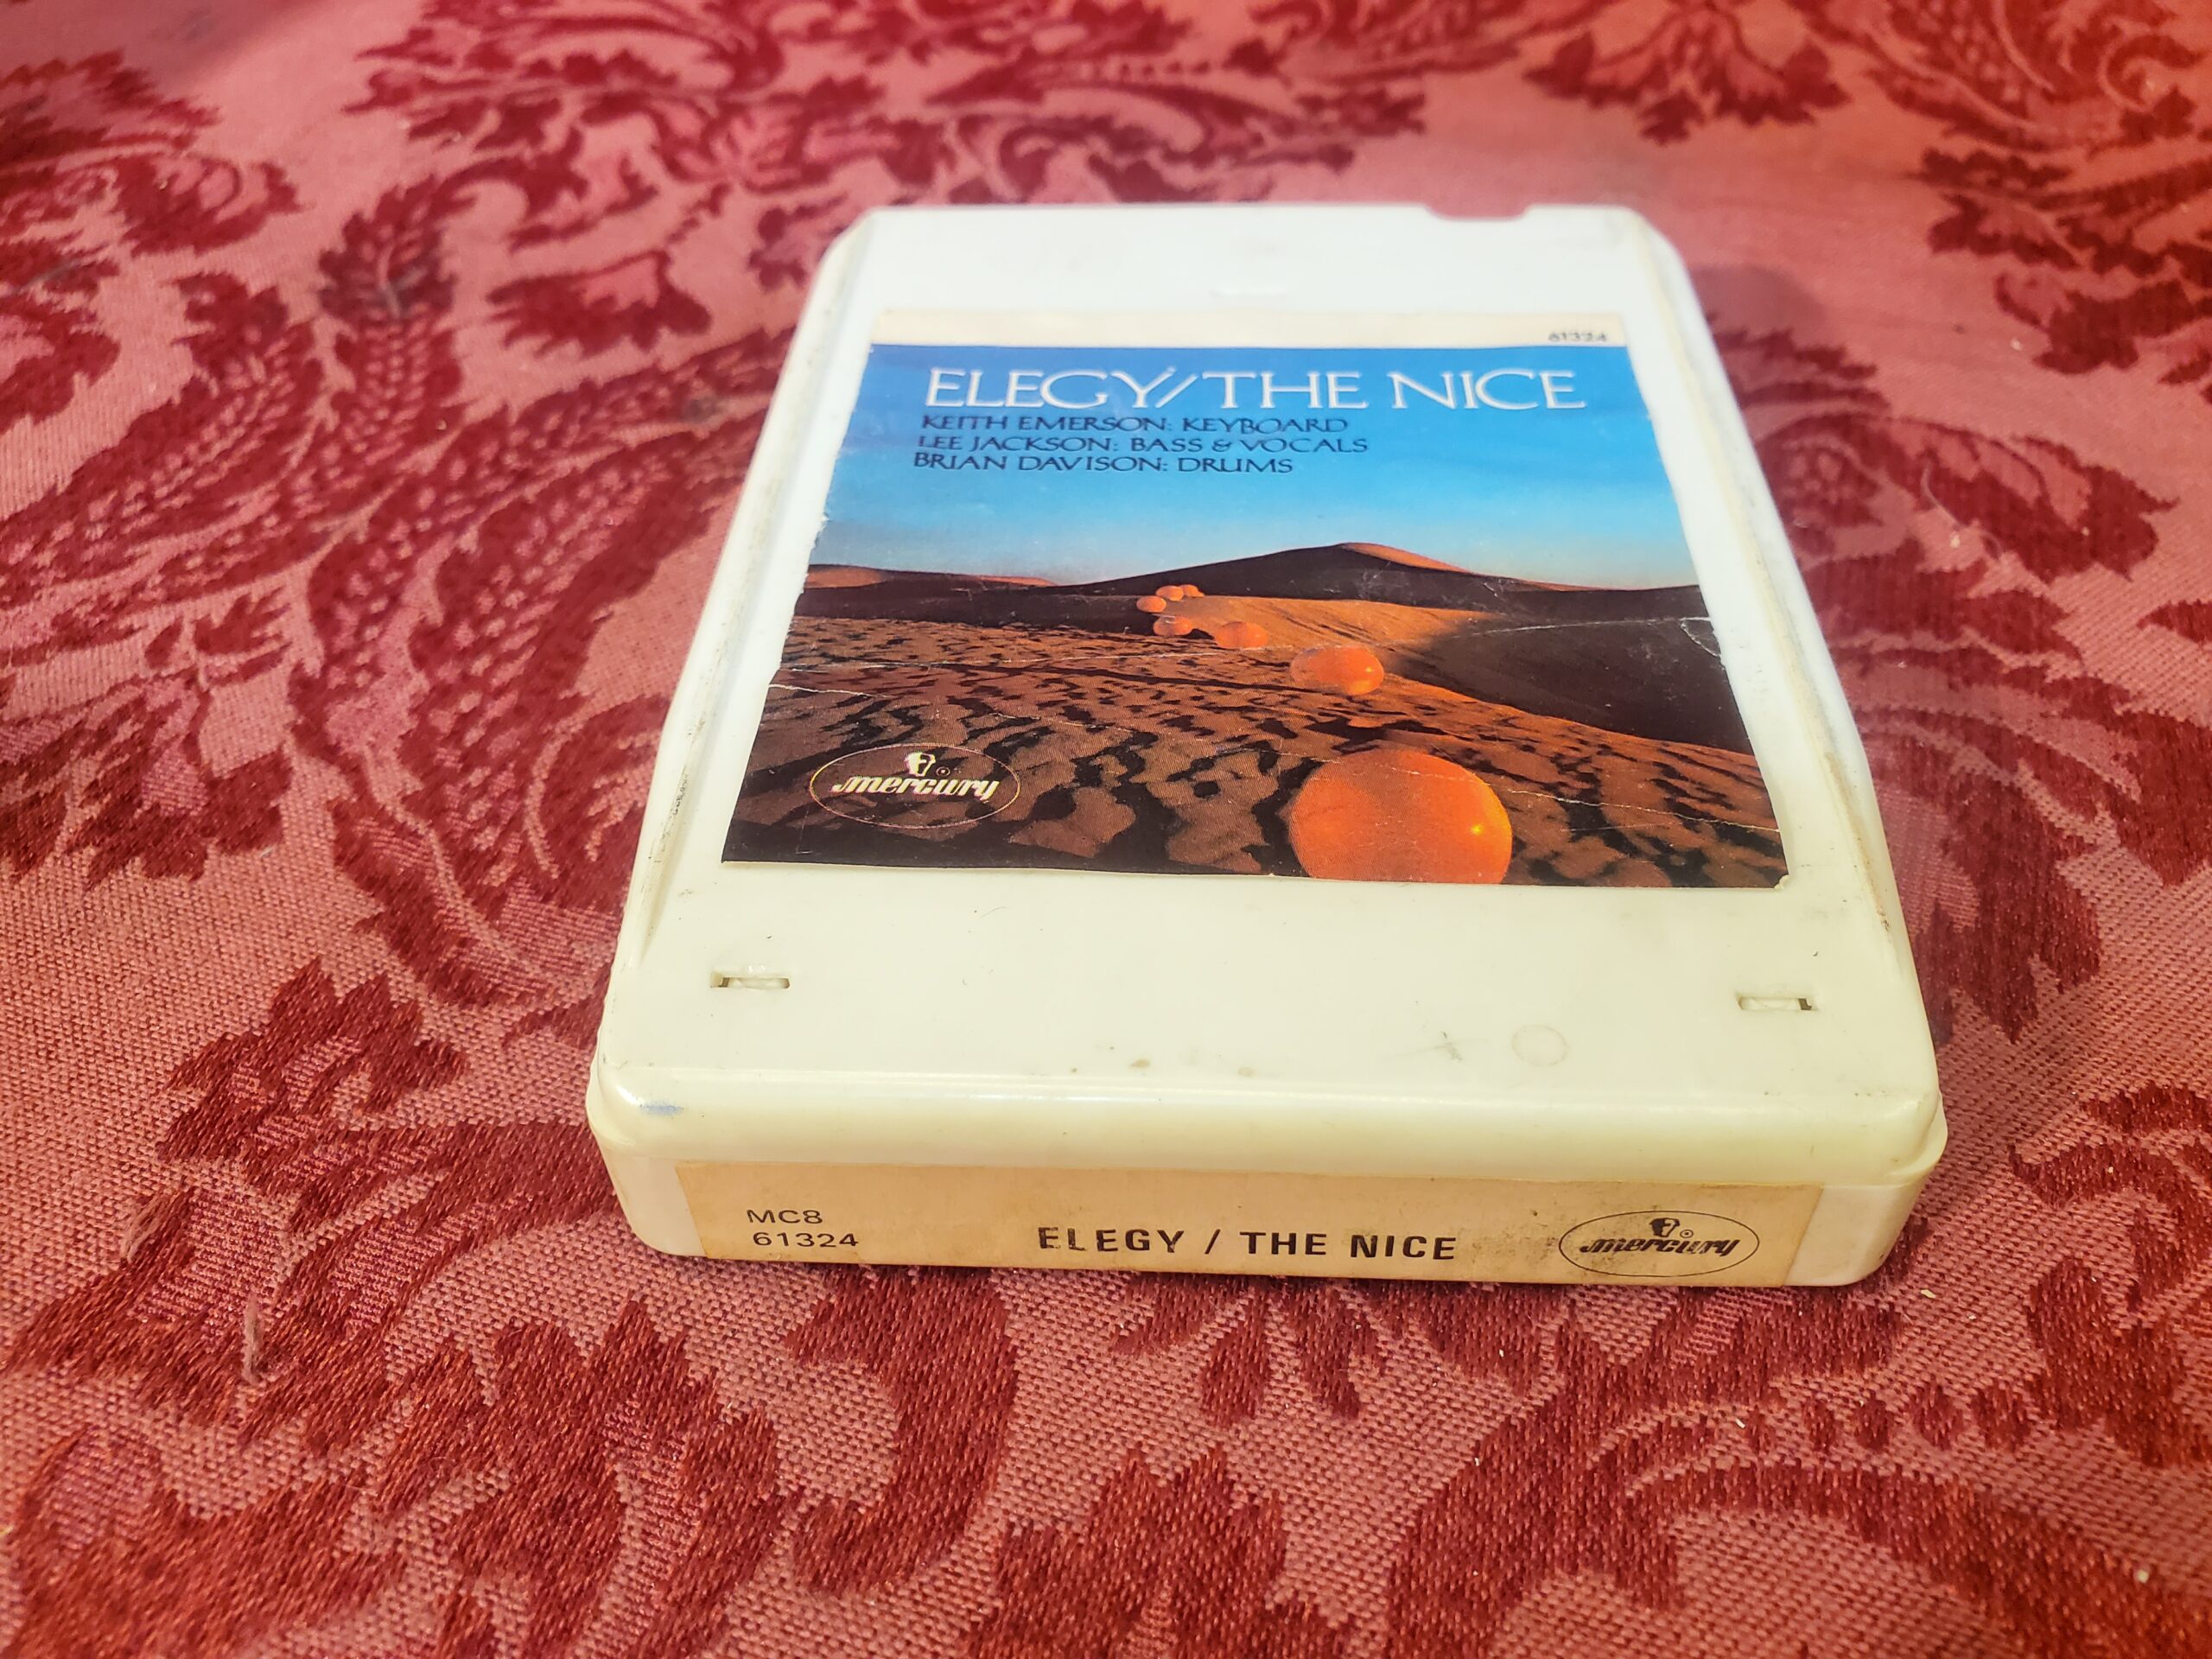 61324
ELEGY/THE NICE
KEITH EMERSON: KEYBOARD
LEE JACKSON: BASS & VOCALS
BRIAN DAVISON: DRUMS
mercury
MC8
61324
ELEGY / THE NICE
mercury